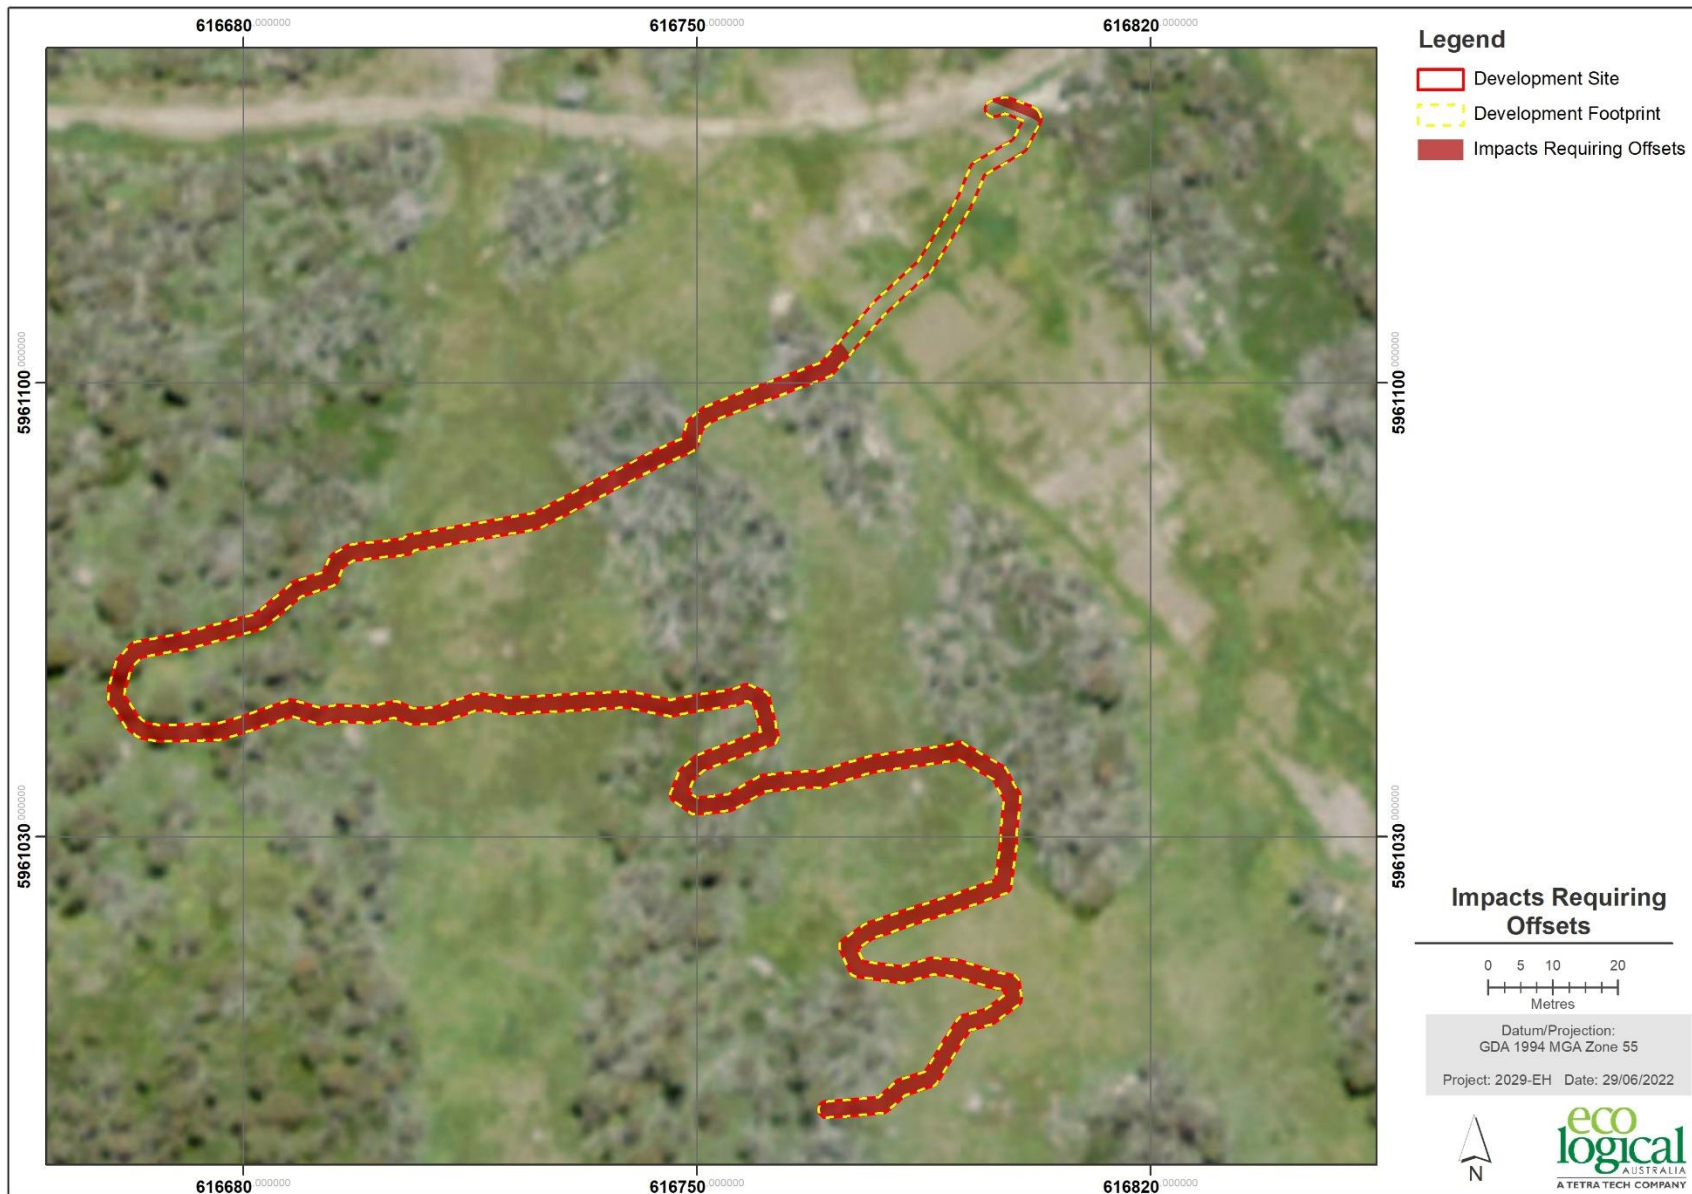 616680.000000
616750.000000
616820.000000
5961100.000000
5961100.000000
5961030.000000
5961030.000000
616680.000000
616750.000000
616820.000000
Legend
Development Site
Development Footprint
Impacts Requiring Offsets
Impacts Requiring
Offsets
0 5 10 20
Metres
Datum/Projection:
GDA 1994 MGA Zone 55
Project: 2029-EH Date: 29/06/2022
N
eco
logical
AUSTRALIA
A TETRA TECH COMPANY